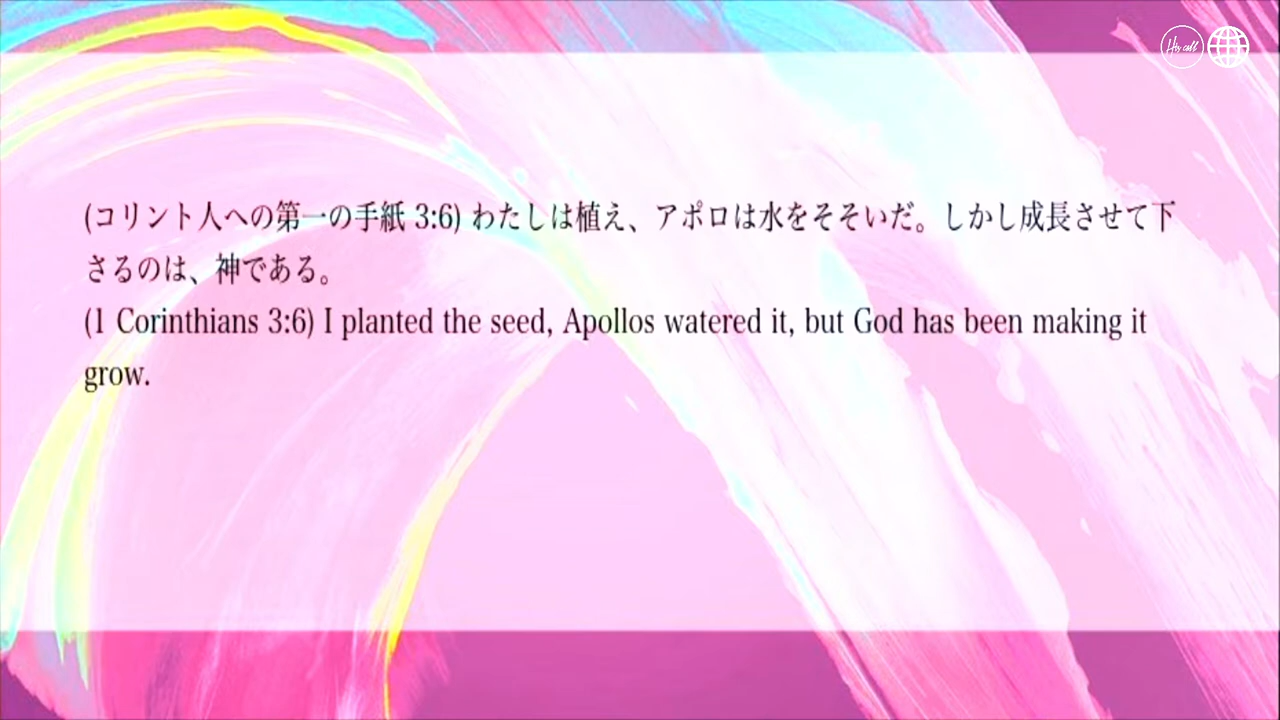 His call
(コリント人への第一の手紙 3:6) わたしは植え、アポロは水をそそいだ。しかし成長させて下
さるのは、神である。
(1 Corinthians 3:6) I planted the seed, Apollos watered it, but God has been making it
grow.